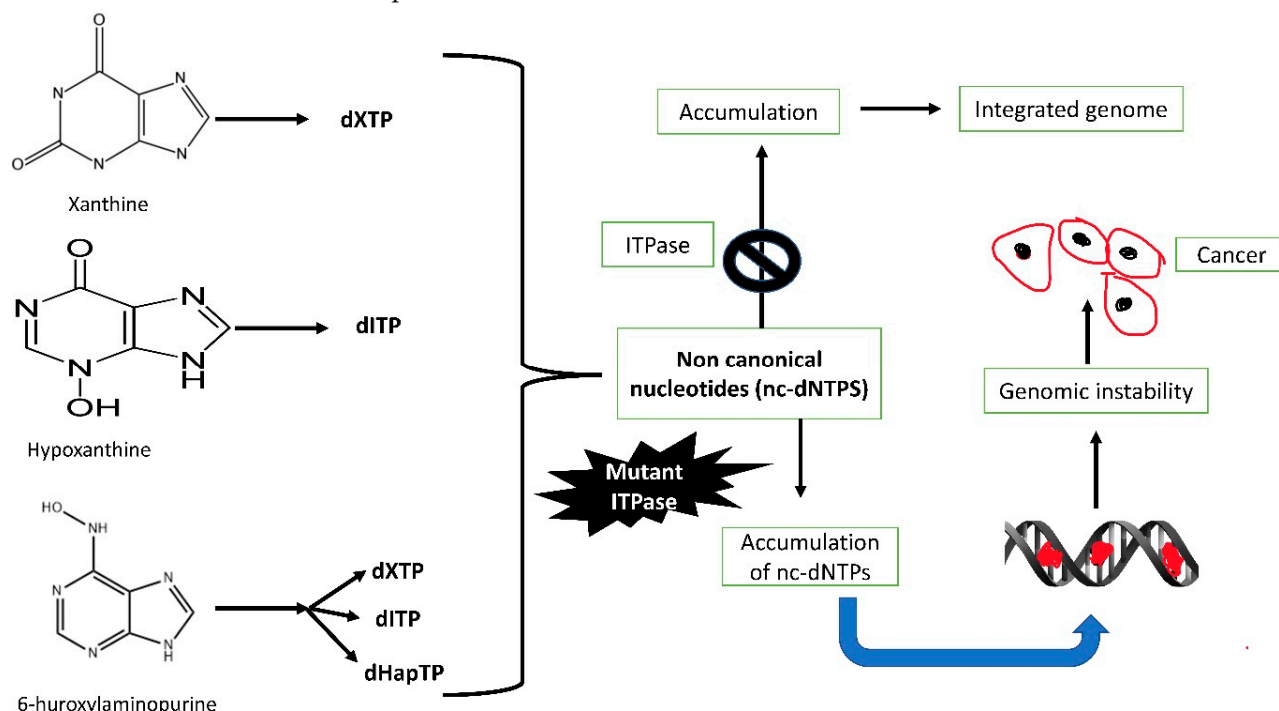 O
N
N
O
N
N
dXTP
Xanthine
O
N
N
N
N
H
OH
dITP
Hypoxanthine
HO
NH
N
N
N
N
H
dXTP
dITP
dHapTP
6-huroxylaminopurine
Accumulation
Integrated genome
ITPase
Non canonical
nucleotides (nc-dNTPS)
Mutant
ITPase
Accumulation
of nc-dNTPs
Cancer
Genomic instability